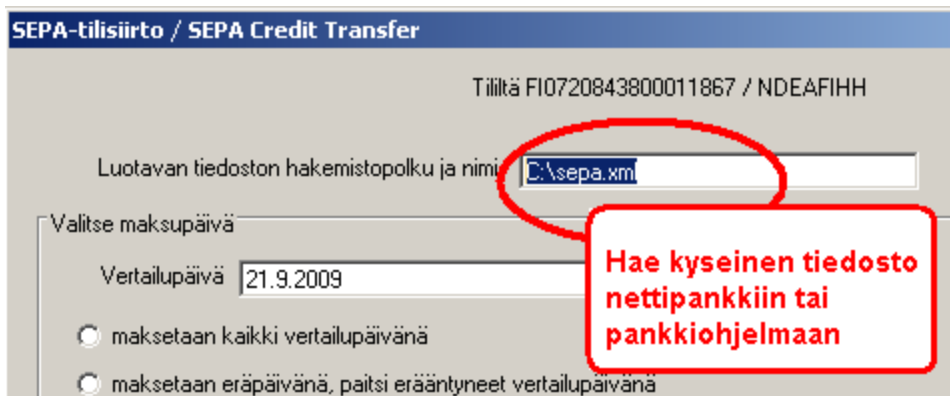 SEPA-tilisiirto / SEPA Credit Transfer
Tililtä FI0720843800011867 / NDEAFIHH
Luotavan tiedoston hakemistopolku ja nimi
C:\sepa.xml
Valitse maksupäivä
Vertailupäivä 21.9.2009
Hae kyseinen tiedosto
nettipankkiin tai
pankkiohjelmaan
maksetaan kaikki vertailupäivänä
maksetaan eräpäivänä, paitsi erääntyneet vertailupäivänä